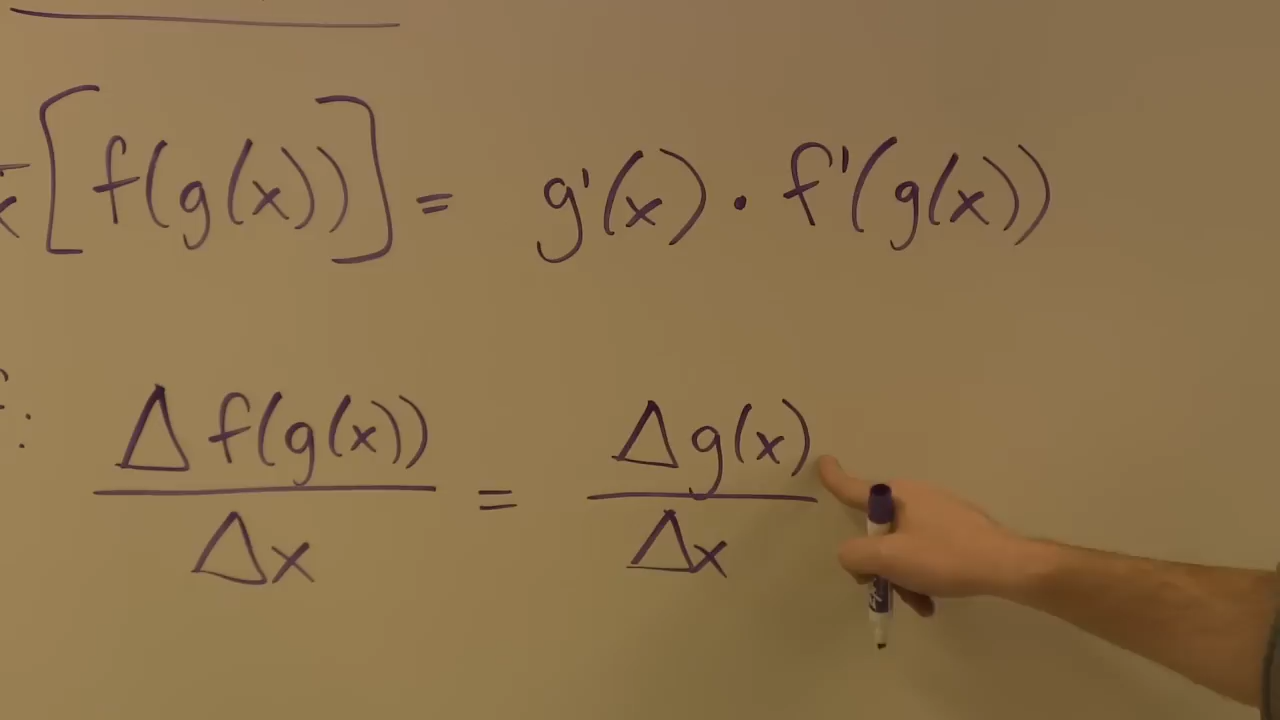 [f(g(x))] = g'(x) · f'(g(x))
: Δf(g(x))/Δx = Δg(x)/Δx